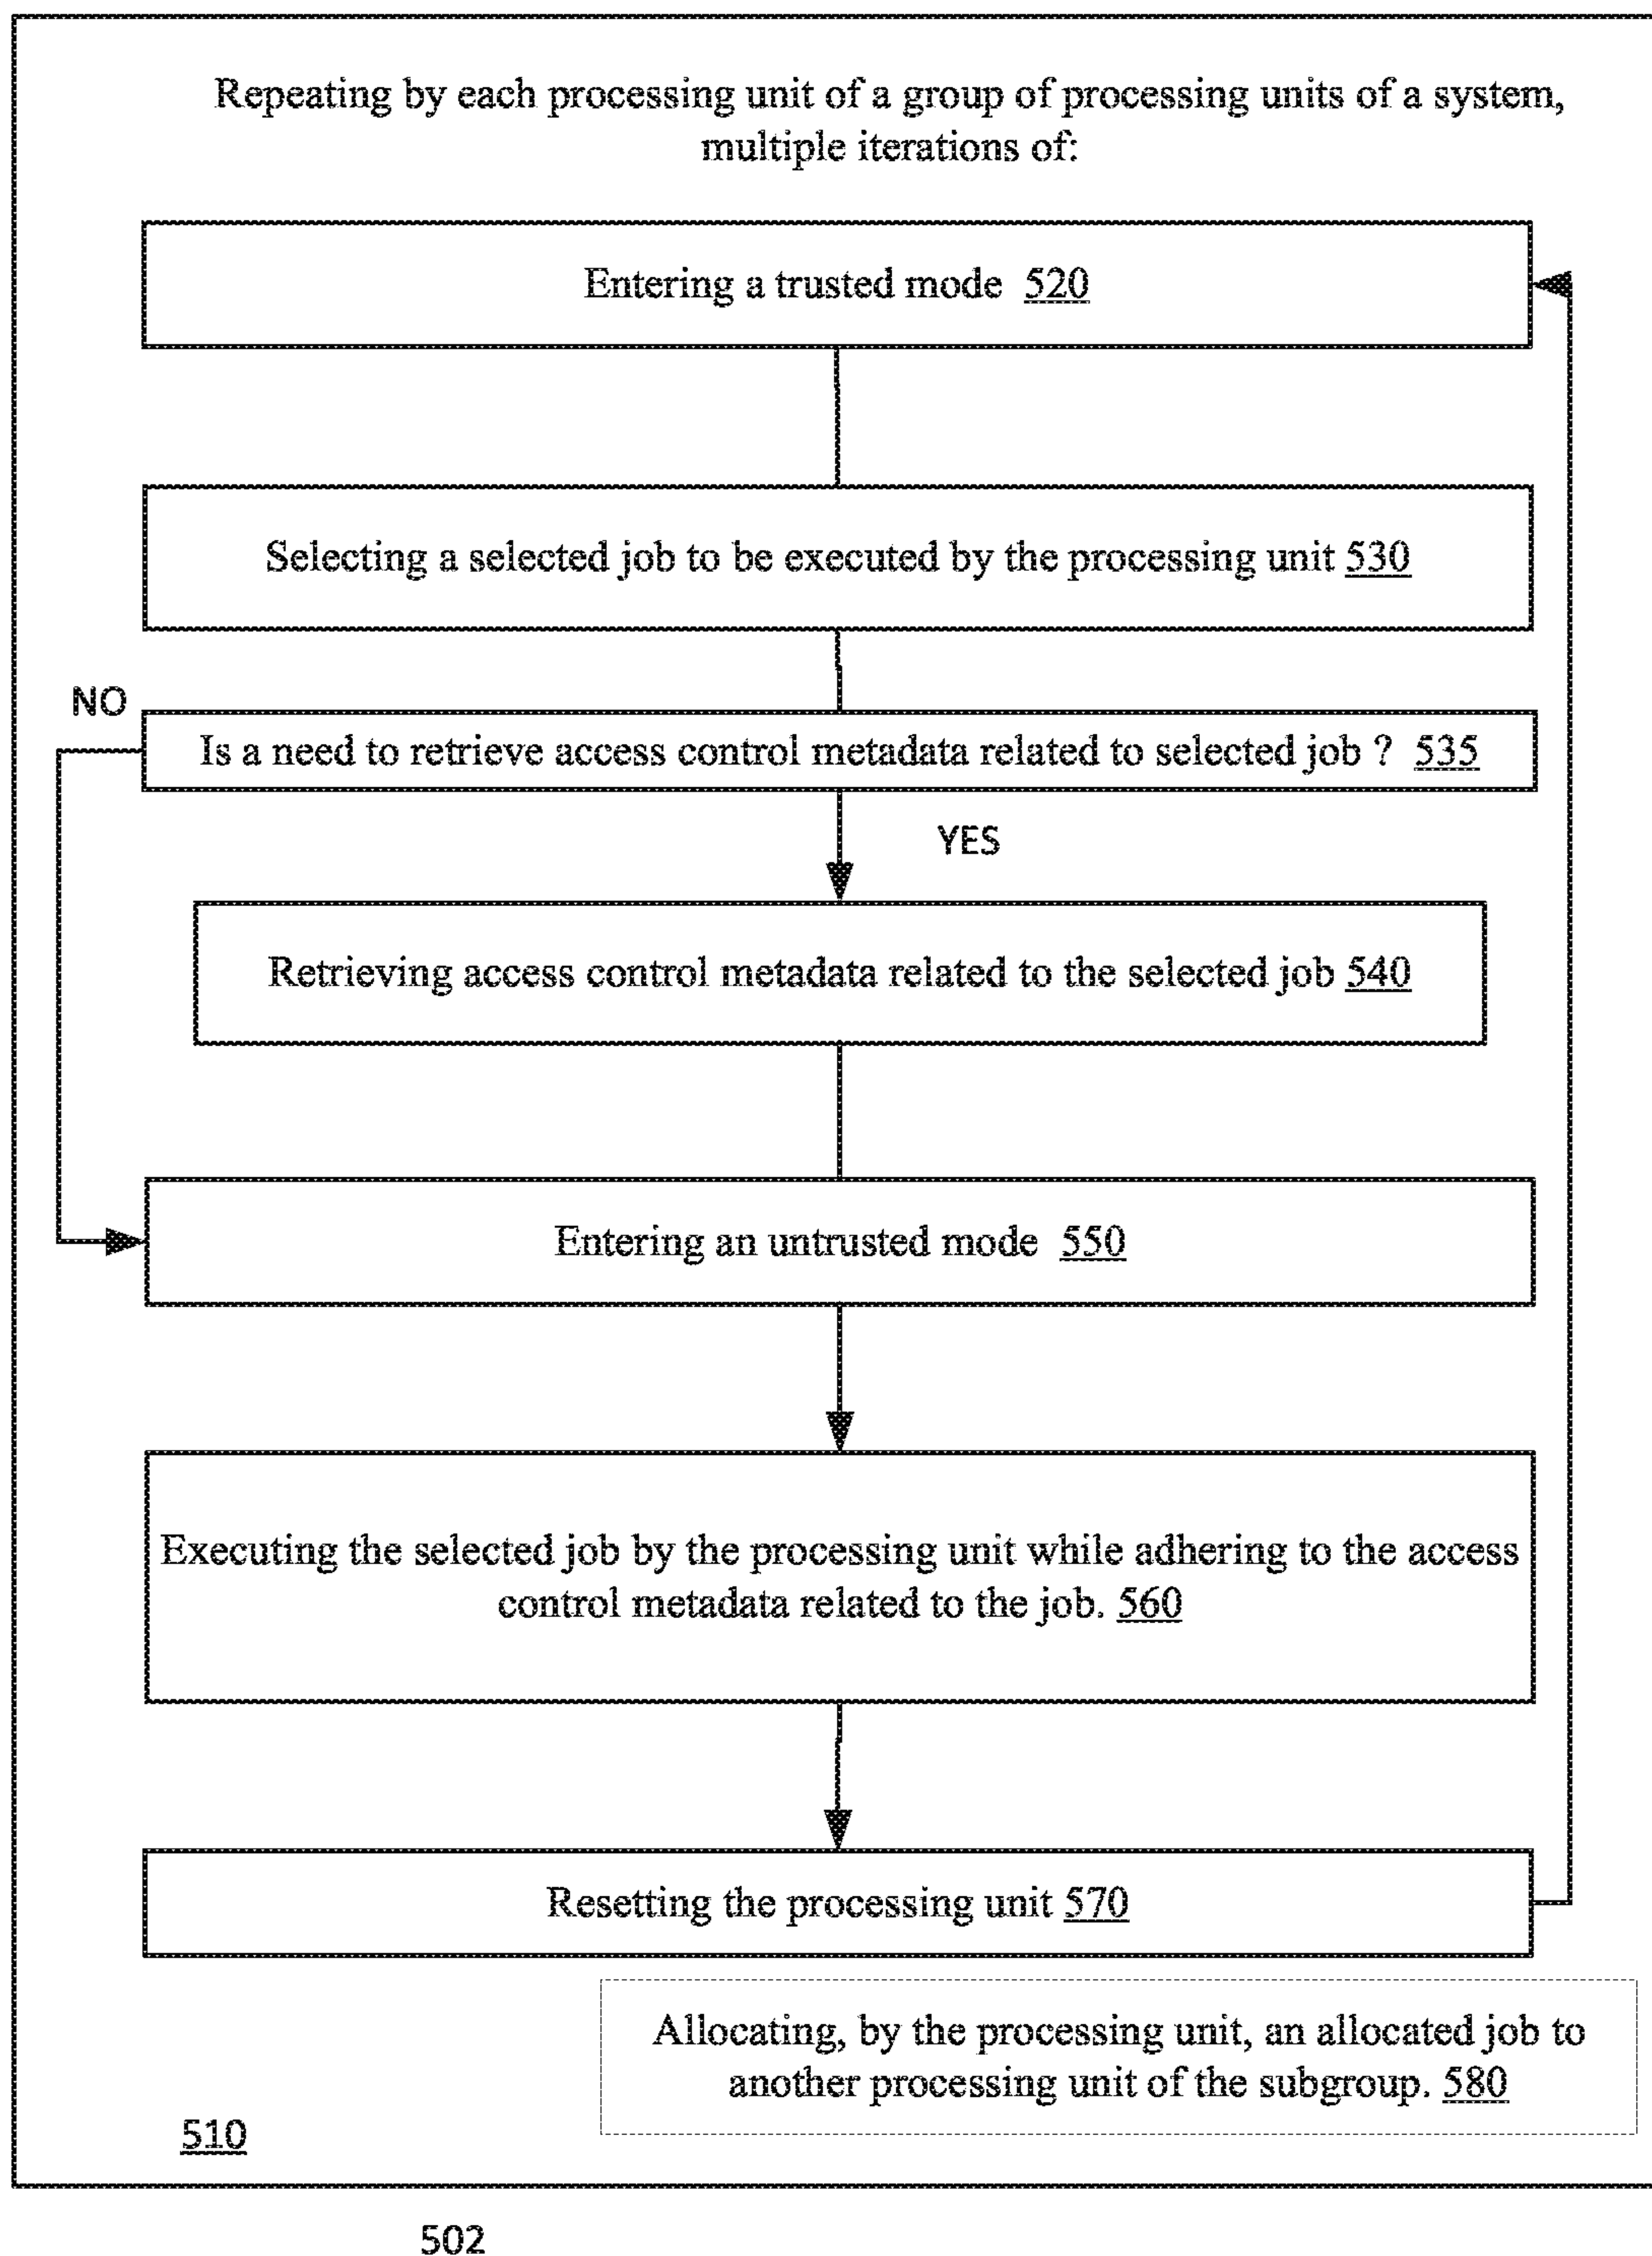 Repeating by each processing unit of a group of processing units of a system,
multiple iterations of:
Entering a trusted mode 520
Selecting a selected job to be executed by the processing unit 530
NO
Is a need to retrieve access control metadata related to selected job ? 535
YES
Retrieving access control metadata related to the selected job 540
Entering an untrusted mode 550
Executing the selected job by the processing unit while adhering to the access
control metadata related to the job. 560
Resetting the processing unit 570
Allocating, by the processing unit, an allocated job to
another processing unit of the subgroup. 580
510
502